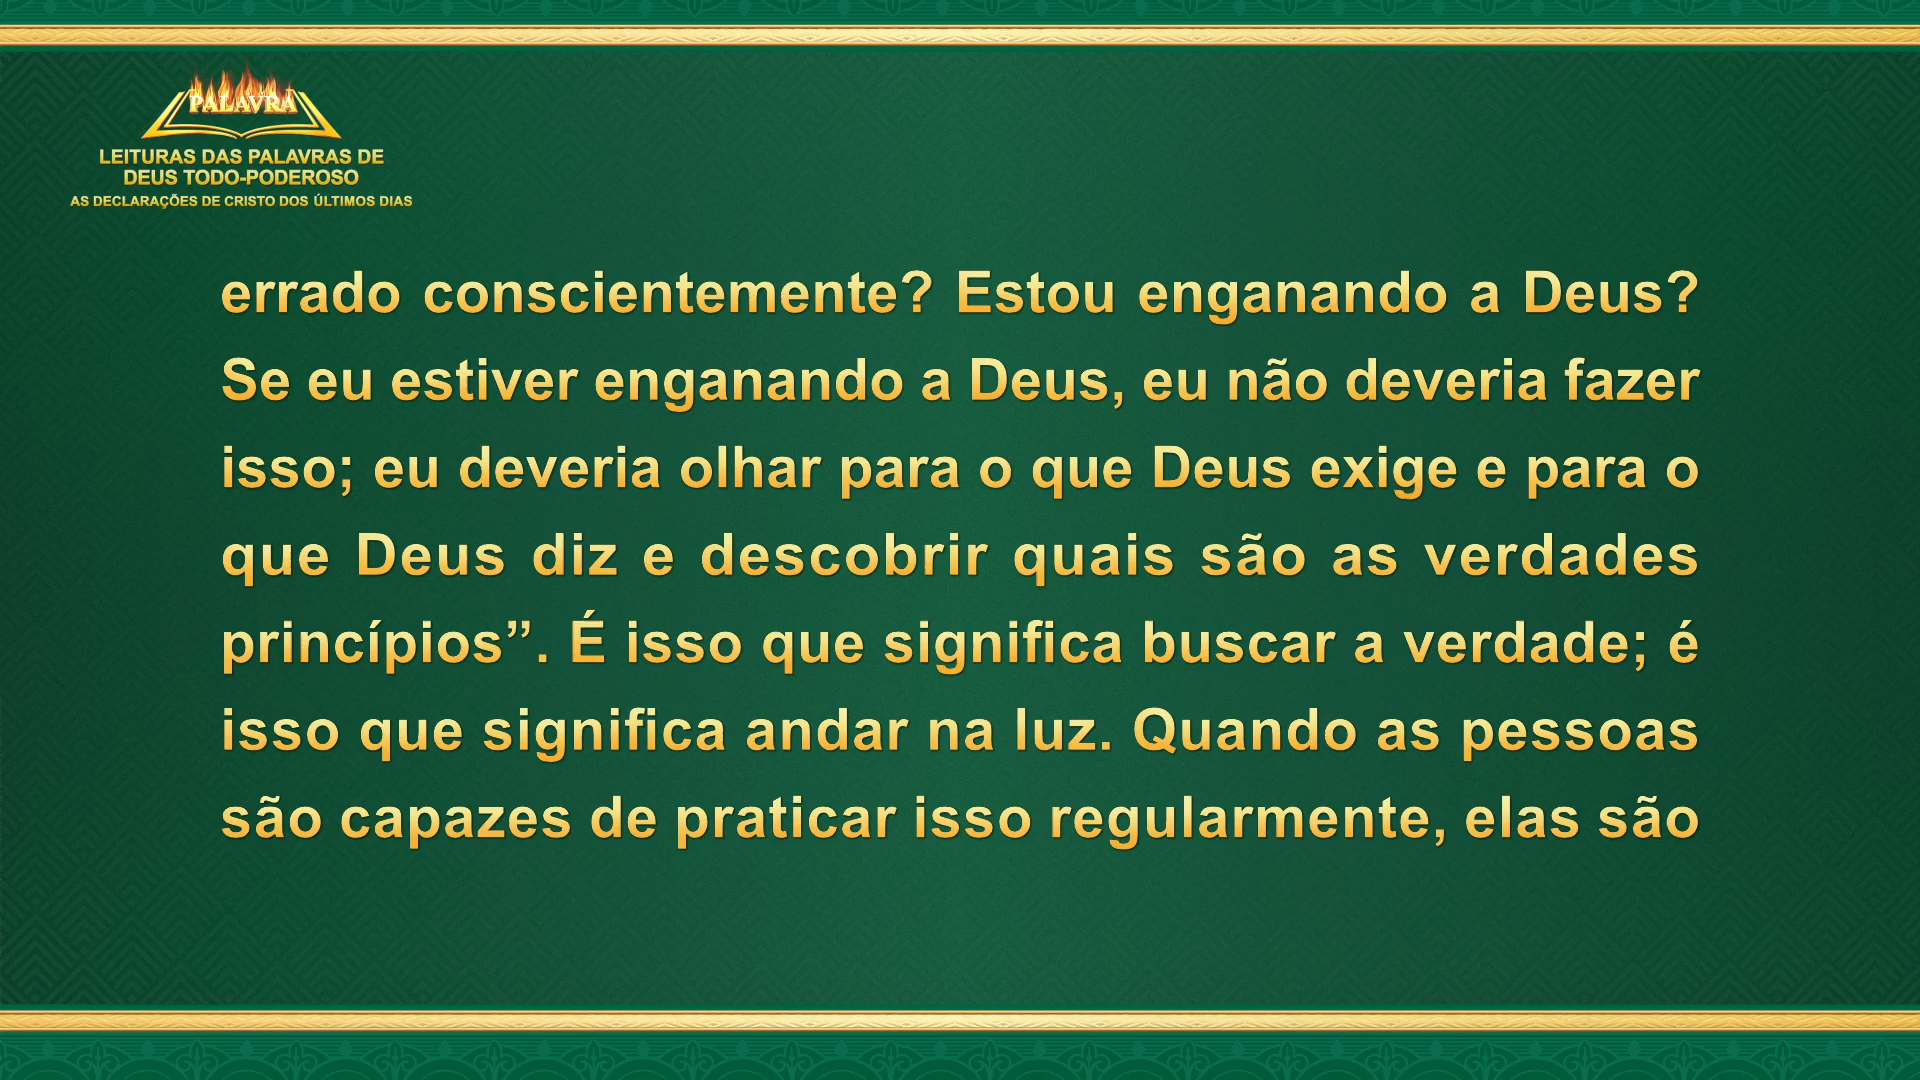 PALAVRA
LEITURAS DAS PALAVRAS DE
DEUS TODO-PODEROSO
AS DECLARAÇÕES DE CRISTO DOS ÚLTIMOS DIAS
errado conscientemente? Estou enganando a Deus?
Se eu estiver enganando a Deus, eu não deveria fazer
isso; eu deveria olhar para o que Deus exige e para o
que Deus diz e descobrir quais são as verdades
princípios”. É isso que significa buscar a verdade; é
isso que significa andar na luz. Quando as pessoas
são capazes de praticar isso regularmente, elas são